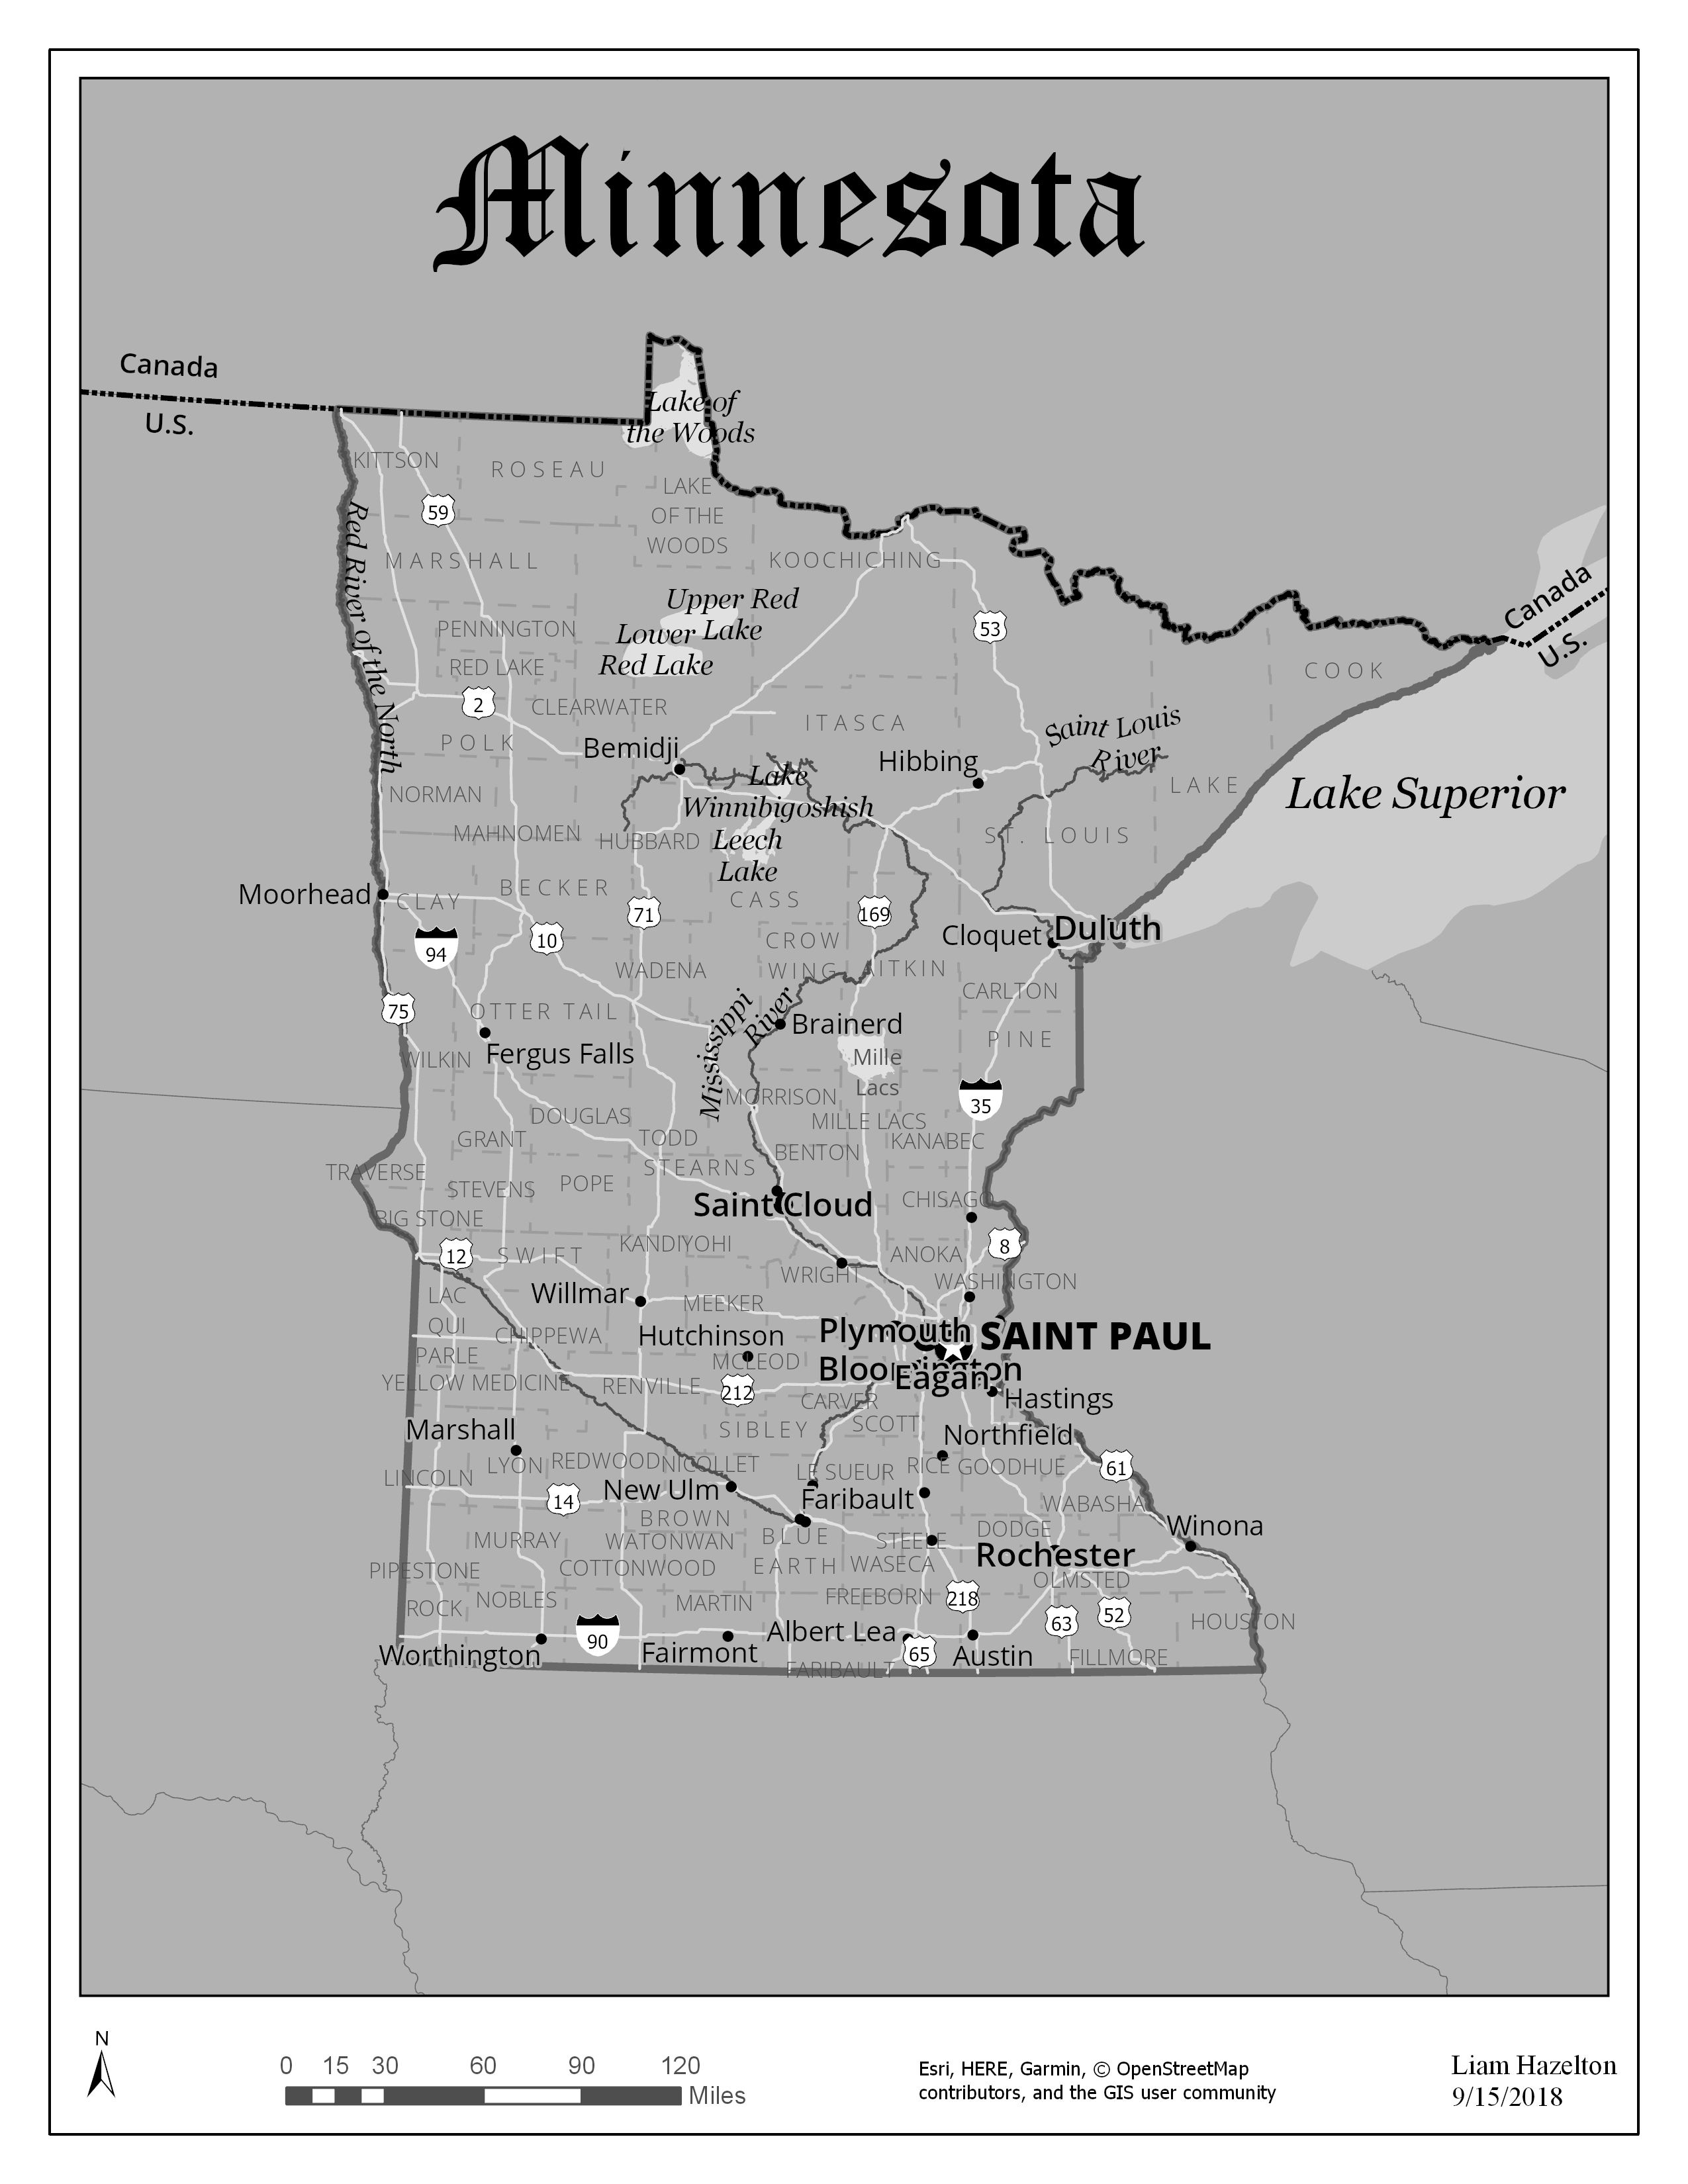 Minnesota
Canada
U.S.
Lake of
the Woods
KITTSON
ROSEAU
LAKE
OF THE
WOODS
59
Red River of the North
MARSHALL
KOOCHICHING
Canada
U.S.
Upper Red
Lake
Lower
Red Lake
PENNINGTON
53
RED LAKE
COOK
2
CLEARWATER
ITASCA
Saint Louis
River
POLK
Bemidji
Hibbing
Lake
Winnibigoshish
LAKE
Lake Superior
NORMAN
MAHNOMEN
HUBBARD
Leech
Lake
ST. LOUIS
Moorhead
CLAY
BECKER
CASS
71
169
94
10
CROW
WING
Cloquet
Duluth
WADENA
AITKIN
CARLTON
75
OTTER TAIL
Mississippi
River
Brainerd
PINE
WILKIN
Fergus Falls
Mille
Lacs
MORRISON
35
DOUGLAS
MILLE LACS
GRANT
TODD
KANABEC
BENTON
TRAVERSE
STEARNS
STEVENS
POPE
Saint Cloud
CHISAGO
BIG STONE
12
SWIFT
KANDIYOHI
ANOKA
8
WRIGHT
WASHINGTON
LAC
QUI
PARLE
Willmar
MEEKER
CHIPPEWA
Hutchinson
Plymouth
SAINT PAUL
MCLEOD
Bloomington
Eagan
YELLOW MEDICINE
RENVILLE
212
CARVER
Hastings
Marshall
SIBLEY
SCOTT
Northfield
LINCOLN
LYON
REDWOOD
NICOLLET
LE SUEUR
RICE
GOODHUE
61
14
New Ulm
Faribault
WABASHA
BROWN
MURRAY
WATONWAN
BLUE
EARTH
STEELE
DODGE
Winona
PIPESTONE
COTTONWOOD
WASECA
Rochester
OLMSTED
ROCK
NOBLES
MARTIN
FREEBORN
218
63
52
HOUSTON
90
Worthington
Fairmont
Albert Lea
65
Austin
FILLMORE
FARIBAULT
N
0 15 30 60 90 120
Miles
Esri, HERE, Garmin, © OpenStreetMap
contributors, and the GIS user community
Liam Hazelton
9/15/2018